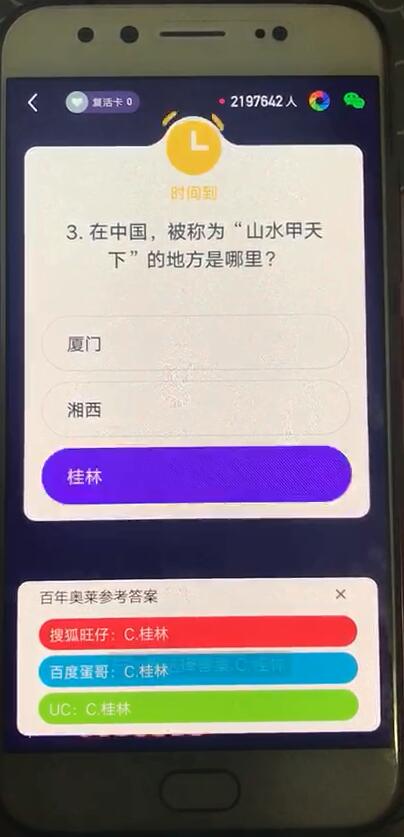 复活卡 0
2197642 人
时间到
3. 在中国，被称为“山水甲天
下”的地方是哪里？
厦门
湘西
桂林
百年奥莱参考答案
搜狐旺仔：C.桂林
百度蛋哥：C.桂林
UC：C.桂林